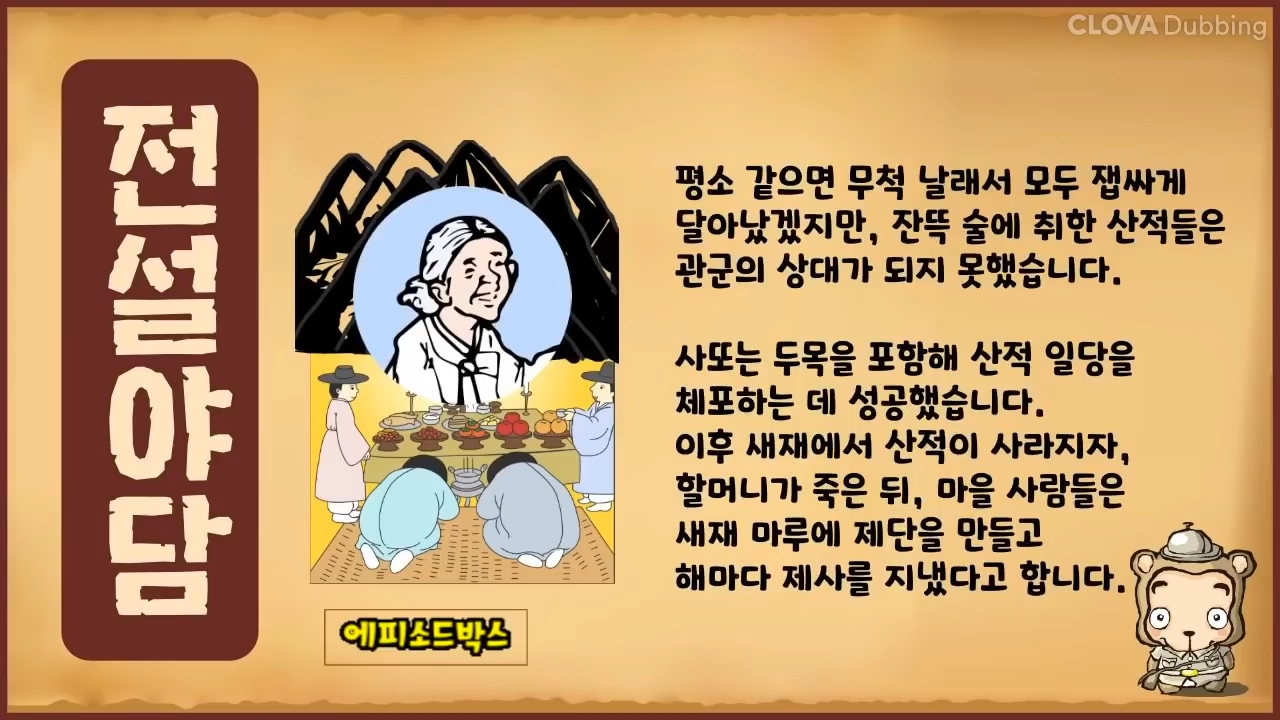 CLOVA Dubbing
전설야담
평소 같으면 무척 날래서 모두 잽싸게
달아났겠지만, 잔뜩 술에 취한 산적들은
관군의 상대가 되지 못했습니다.
사또는 두목을 포함해 산적 일당을
체포하는 데 성공했습니다.
이후 새재에서 산적이 사라지자,
할머니가 죽은 뒤, 마을 사람들은
새재 마루에 제단을 만들고
해마다 제사를 지냈다고 합니다.
에피소드박스